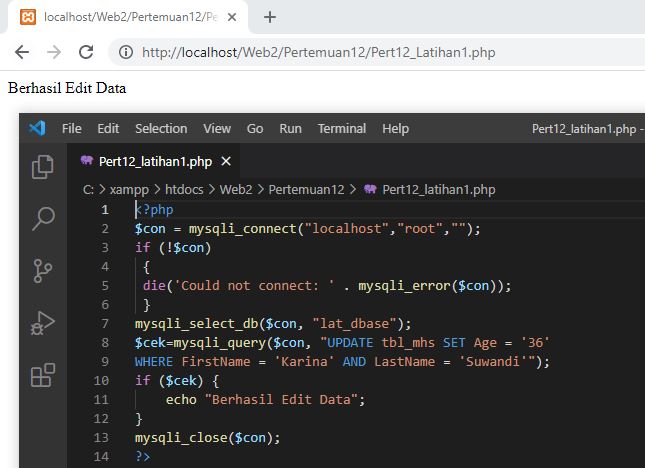 localhost/Web2/Pertemuan12/Pe
http://localhost/Web2/Pertemuan12/Pert12_Latihan1.php
Berhasil Edit Data
File Edit Selection View Go Run Terminal Help Pert12_latihan1.php -
Pert12_latihan1.php
C: > xampp > htdocs > Web2 > Pertemuan12 > Pert12_latihan1.php
1 <?php
2 $con = mysqli_connect("localhost","root","");
3 if (!$con)
4 {
5 die('Could not connect: ' . mysqli_error($con));
6 }
7 mysqli_select_db($con, "lat_dbase");
8 $cek=mysqli_query($con, "UPDATE tbl_mhs SET Age = '36'
9 WHERE FirstName = 'Karina' AND LastName = 'Suwandi'");
10 if ($cek) {
11 echo "Berhasil Edit Data";
12 }
13 mysqli_close($con);
14 ?>